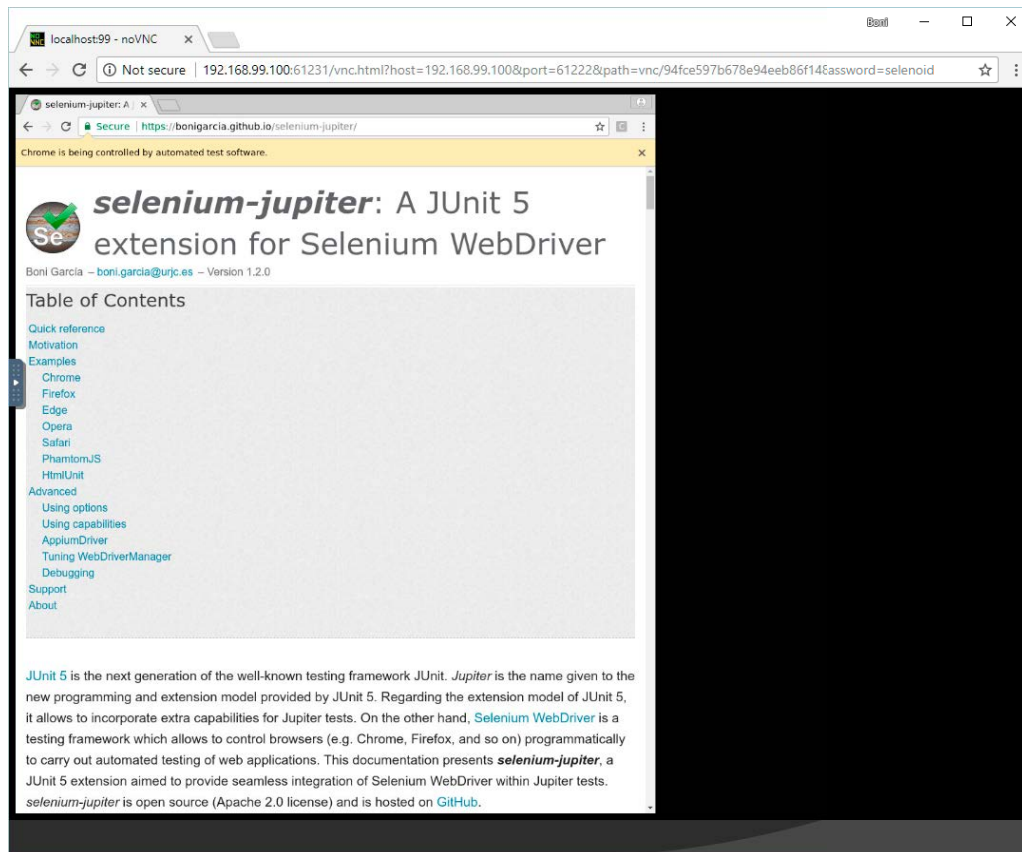 Boni
localhost:99 - noVNC
Not secure | 192.168.99.100:61231/vnc.html?host=192.168.99.100&port=61222&path=vnc/94fce597b678e94eeb86f148assword=selenoid
selenium-jupiter: A
Secure | https://bonigarcia.github.io/selenium-jupiter/
Chrome is being controlled by automated test software.
selenium-jupiter: A JUnit 5
extension for Selenium WebDriver
Se
Boni García – boni.garcia@urjc.es – Version 1.2.0
Table of Contents
Quick reference
Motivation
Examples
Chrome
Firefox
Edge
Opera
Safari
PhamtomJS
HtmlUnit
Advanced
Using options
Using capabilities
AppiumDriver
Tuning WebDriverManager
Debugging
Support
About
JUnit 5 is the next generation of the well-known testing framework JUnit. Jupiter is the name given to the
new programming and extension model provided by JUnit 5. Regarding the extension model of JUnit 5,
it allows to incorporate extra capabilities for Jupiter tests. On the other hand, Selenium WebDriver is a
testing framework which allows to control browsers (e.g. Chrome, Firefox, and so on) programmatically
to carry out automated testing of web applications. This documentation presents selenium-jupiter, a
JUnit 5 extension aimed to provide seamless integration of Selenium WebDriver within Jupiter tests.
selenium-jupiter is open source (Apache 2.0 license) and is hosted on GitHub.